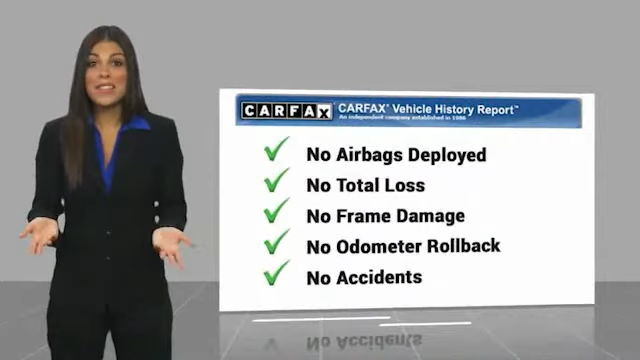 CARFAX CARFAX® Vehicle History Report™
An independent company established in 1986
No Airbags Deployed
No Total Loss
No Frame Damage
No Odometer Rollback
No Accidents